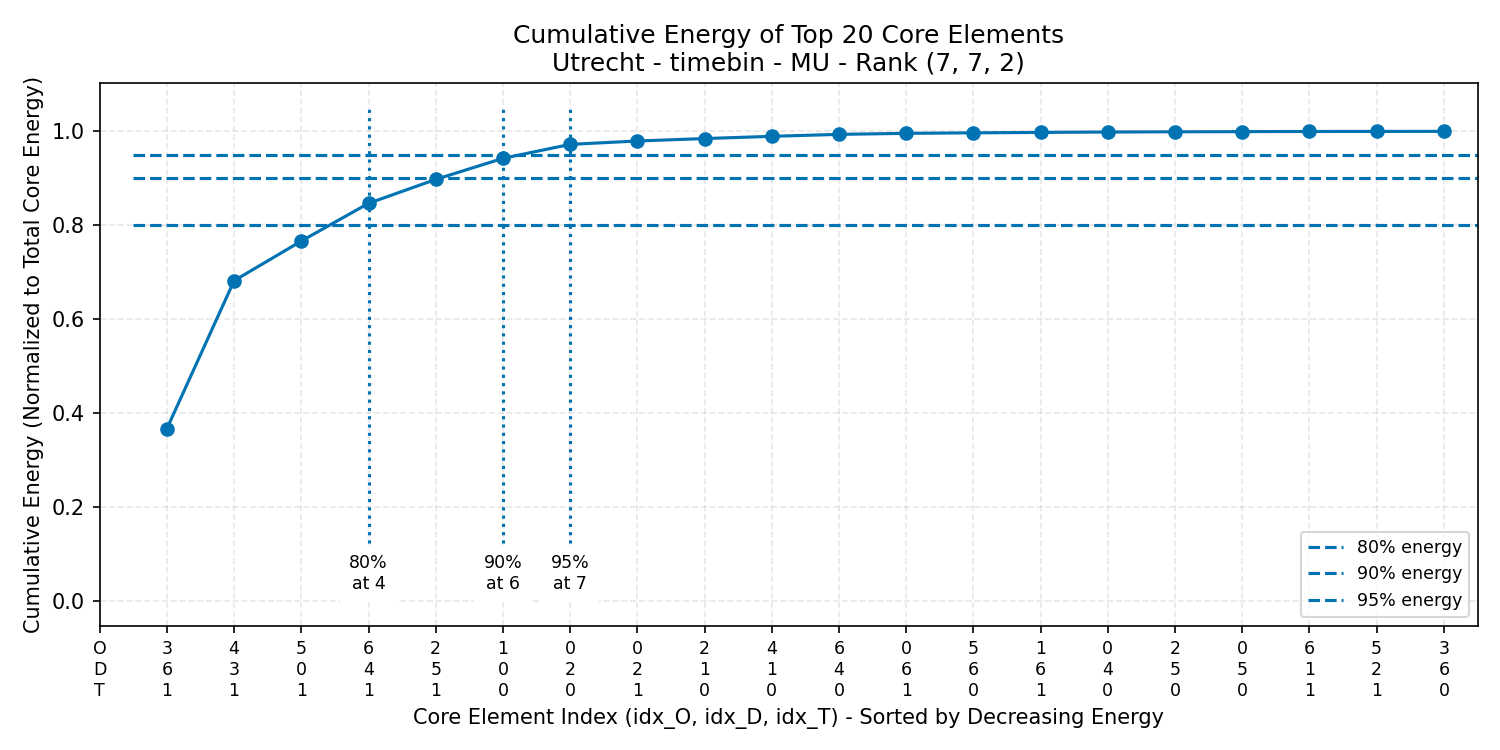 Cumulative Energy of Top 20 Core Elements
Utrecht - timebin - MU - Rank (7, 7, 2)
Cumulative Energy (Normalized to Total Core Energy)
1.0
0.8
0.6
0.4
0.2
0.0
80%
at 4
90%
at 6
95%
at 7
80% energy
90% energy
95% energy
O 3 4 5 6 2 1 0 0 2 4 6 0 5 1 0 2 0 6 5 3
D 6 3 0 4 5 0 2 2 1 1 4 6 6 6 4 5 5 1 2 6
T 1 1 1 1 1 0 0 1 0 0 0 1 0 1 0 0 0 1 1 0
Core Element Index (idx_O, idx_D, idx_T) - Sorted by Decreasing Energy